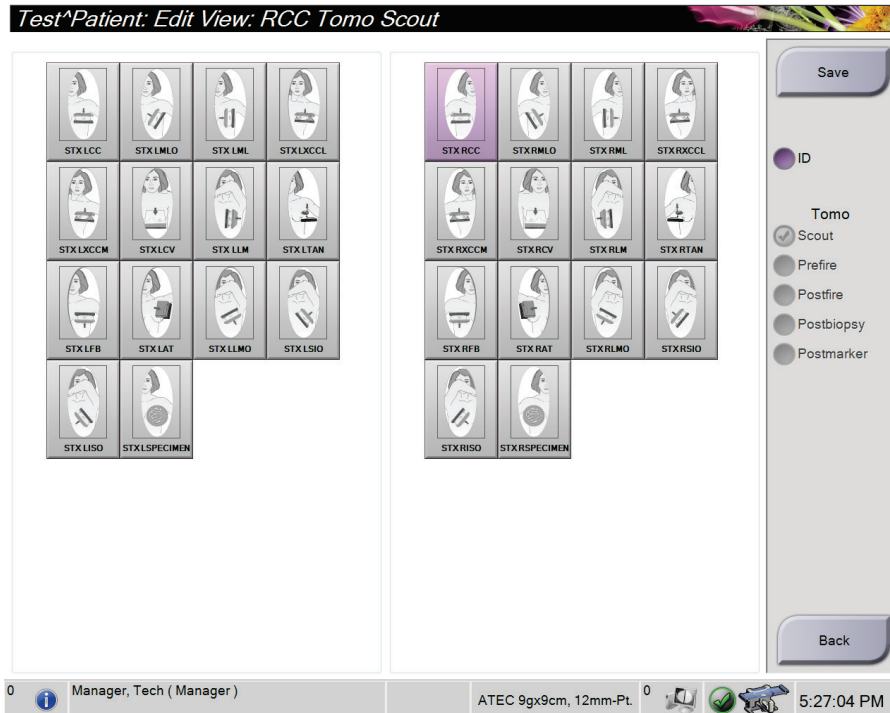 Test^Patient: Edit View: RCC Tomo Scout
STX LCC STX LMLO STX LML STX LXCCL
STX LXCCM STX LCV STX LLM STX LTAN
STX LFB STX LAT STX LLMO STX LSIO
STX LISO STX LSPECIMEN
STX RCC STX RMLO STX RML STX RXCCL
STX RXCCM STX RCV STX RLM STX RTAN
STX RFB STX RAT STX RLMO STX RSIO
STX RISO STX RSPECIMEN
Save
ID
Tomo
Scout
Prefire
Postfire
Postbiopsy
Postmarker
Back
0 Manager, Tech ( Manager ) ATEC 9gx9cm, 12mm-Pt. 0 5:27:04 PM